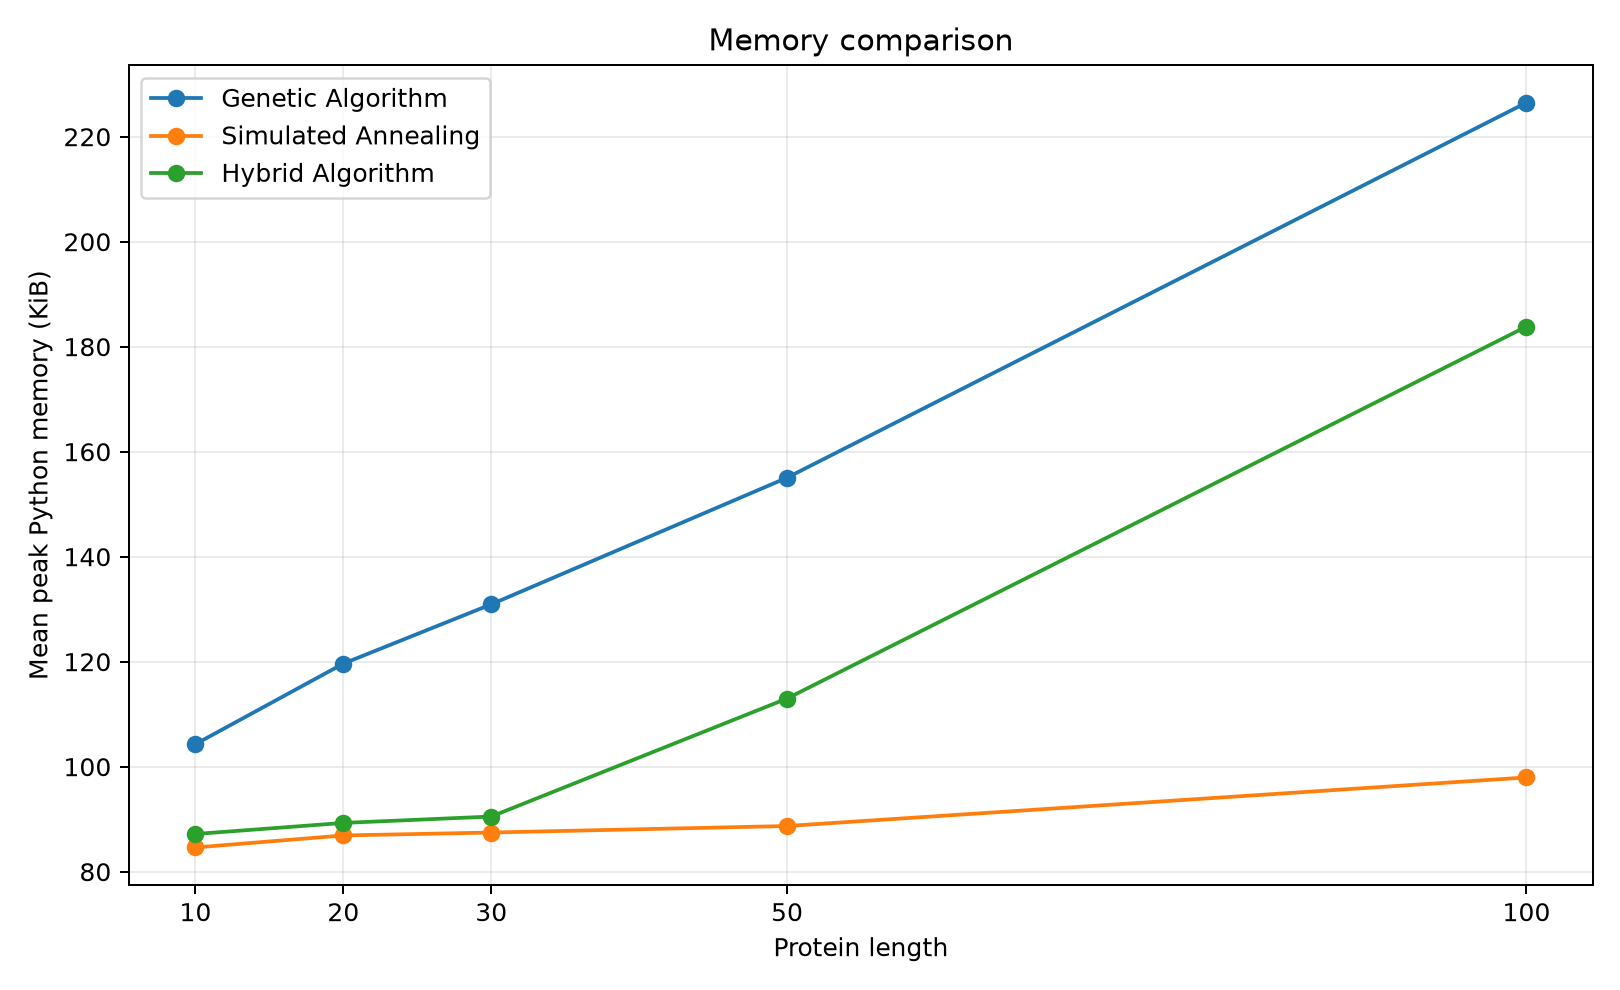 Memory comparison
Genetic Algorithm
Simulated Annealing
Hybrid Algorithm
Mean peak Python memory (KiB)
220
200
180
160
140
120
100
80
10 20 30 50 100
Protein length